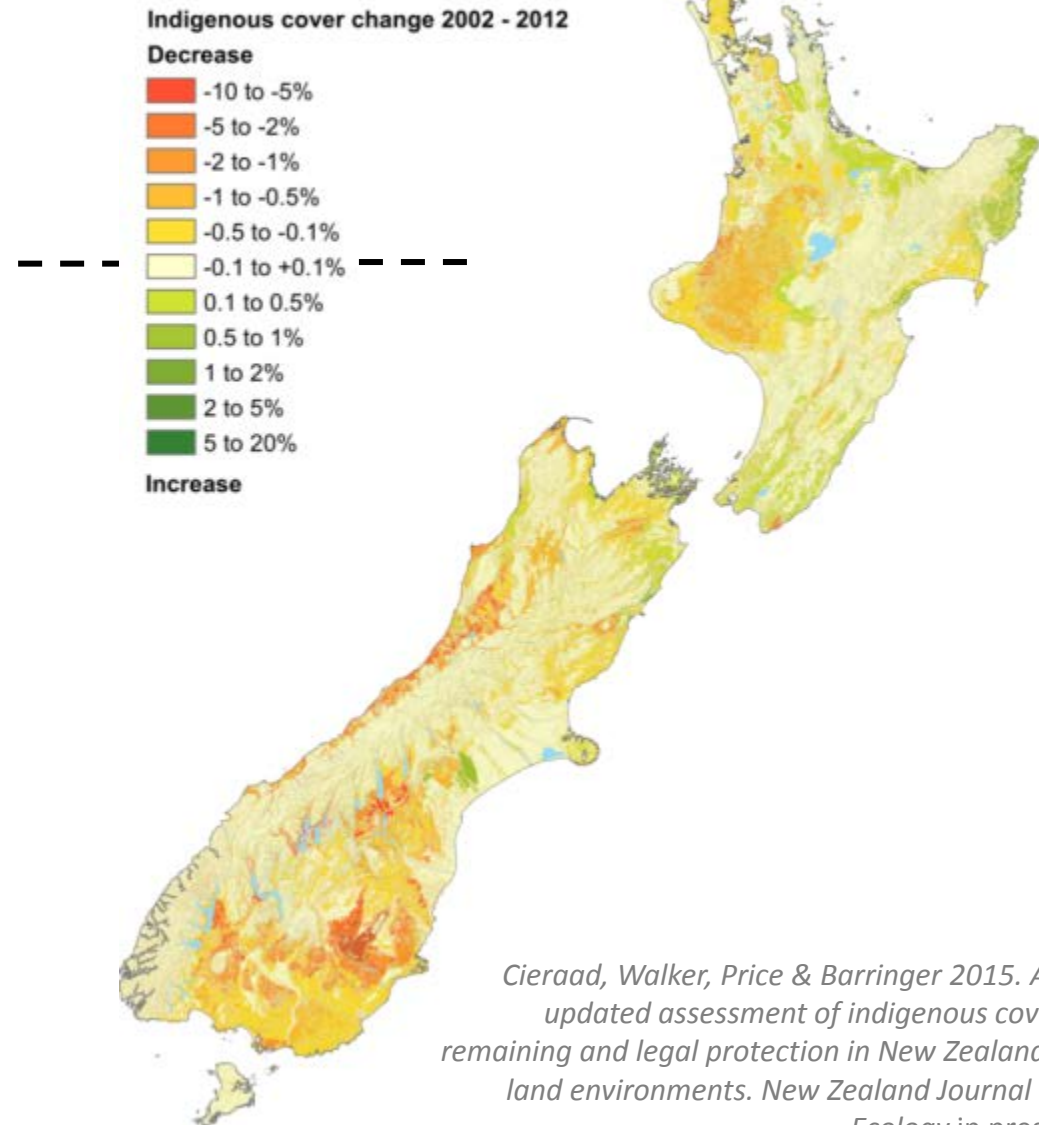 Indigenous cover change 2002 - 2012
Decrease
-10 to -5%
-5 to -2%
-2 to -1%
-1 to -0.5%
-0.5 to -0.1%
-0.1 to +0.1%
0.1 to 0.5%
0.5 to 1%
1 to 2%
2 to 5%
5 to 20%
Increase
Cieraad, Walker, Price & Barringer 2015. A
updated assessment of indigenous cov
remaining and legal protection in New Zealand
land environments. New Zealand Journal
Ecology in pres